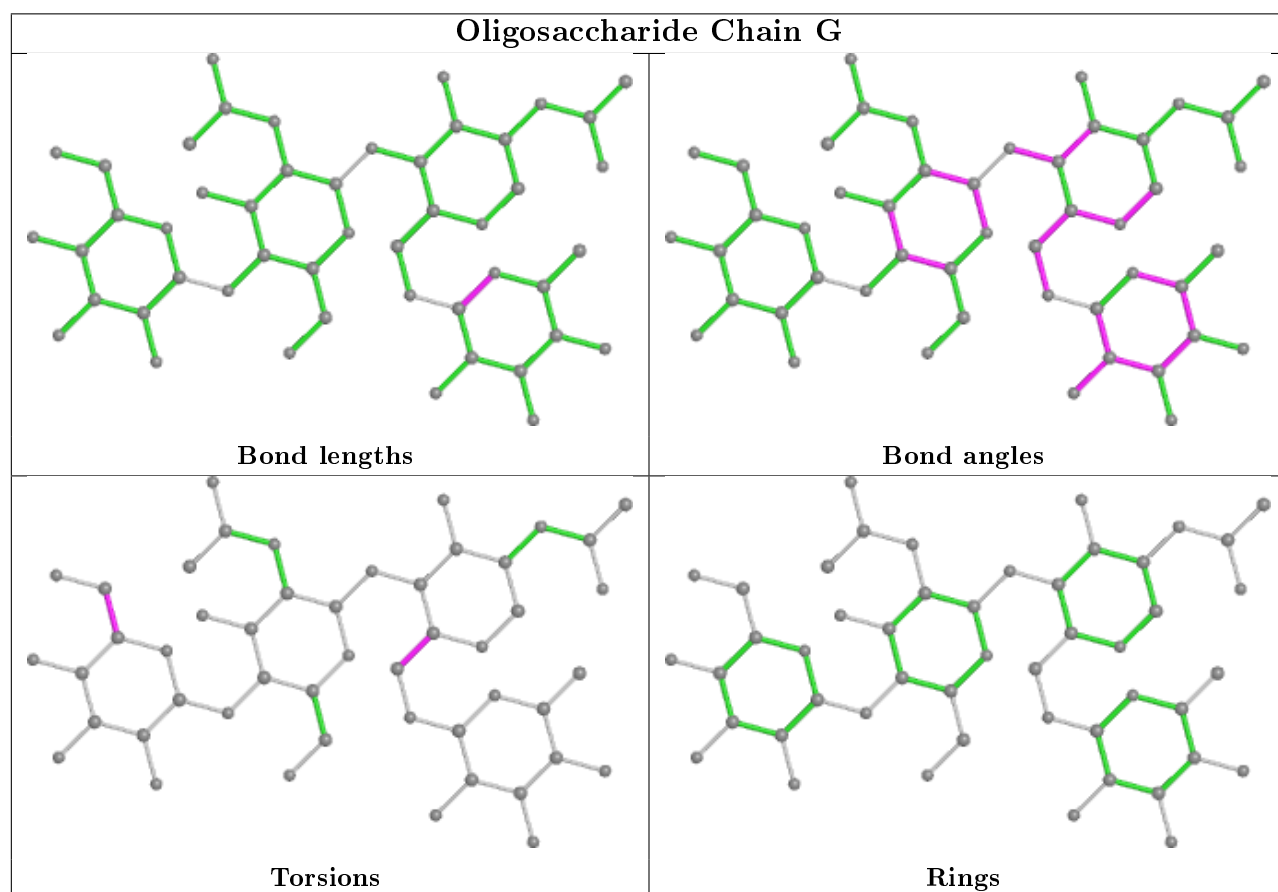 Oligosaccharide Chain G
Bond lengths
Bond angles
Torsions
Rings